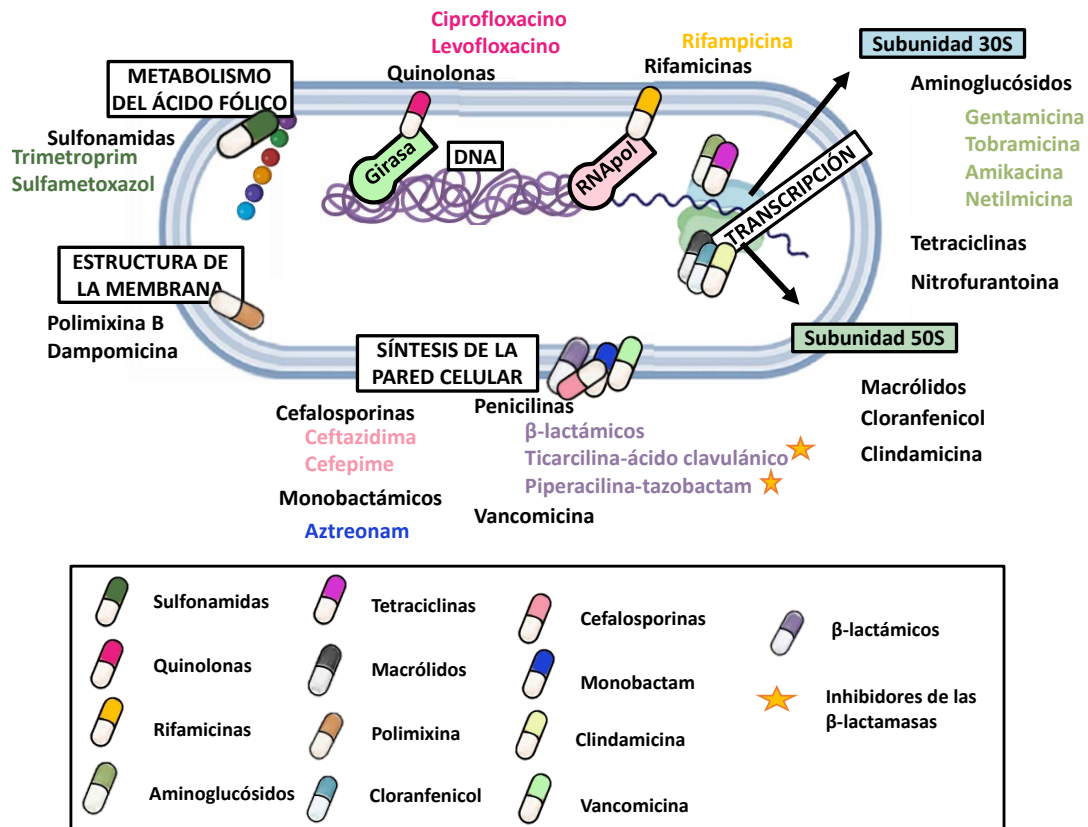 Ciprofloxacino
Levofloxacino
Quinolonas
Rifampicina
Rifamicinas
Subunidad 30S
Aminoglucósidos
Gentamicina
Tobramicina
Amikacina
Netilmicina
Tetraciclinas
Nitrofurantoina
METABOLISMO
DEL ÁCIDO FÓLICO
Sulfonamidas
Trimetroprim
Sulfametoxazol
Girasa
DNA
RNApol
TRANSCRIPCIÓN
ESTRUCTURA DE
LA MEMBRANA
Polimixina B
Dampomicina
Subunidad 50S
Macrólidos
Cloranfenicol
Clindamicina
SÍNTESIS DE LA
PARED CELULAR
Cefalosporinas
Ceftazidima
Cefepime
Monobactámicos
Aztreonam
Penicilinas
β-lactámicos
Ticarcilina-ácido clavulánico
Piperacilina-tazobactam
Vancomicina
Sulfonamidas
Quinolonas
Rifamicinas
Aminoglucósidos
Tetraciclinas
Macrólidos
Polimixina
Cloranfenicol
Cefalosporinas
Monobactam
Clindamicina
Vancomicina
β-lactámicos
Inhibidores de las
β-lactamasas